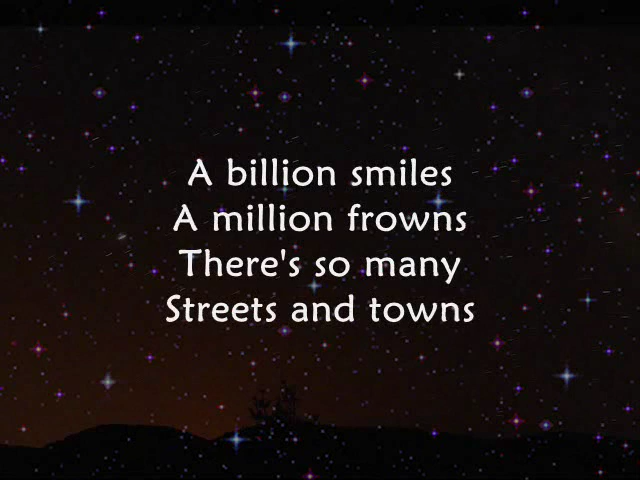 A billion smiles
A million frowns
There's so many
Streets and towns